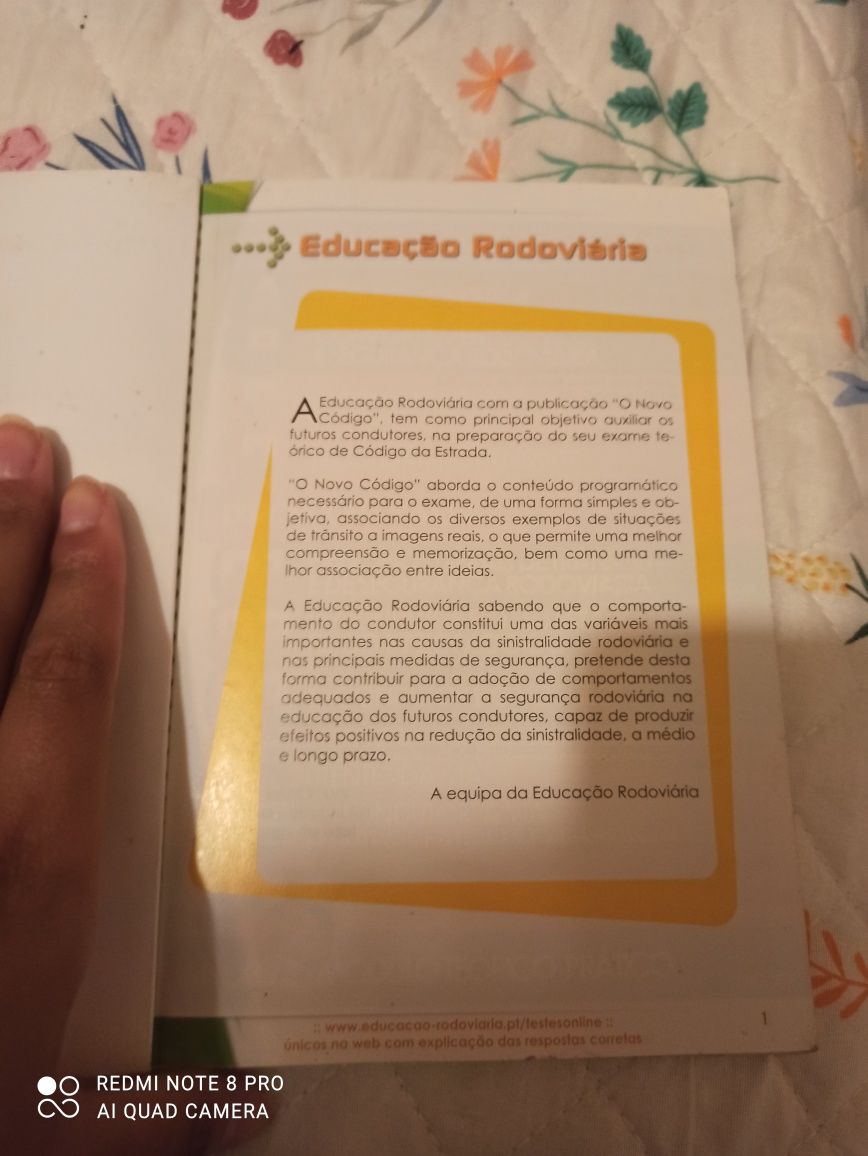 Educação Rodoviária
A Educação Rodoviária com a publicação "O Novo
Código", tem como principal objetivo auxiliar os
futuros condutores, na preparação do seu exame te-
órico de Código da Estrada.
"O Novo Código" aborda o conteúdo programático
necessário para o exame, de uma forma simples e ob-
jetiva, associando os diversos exemplos de situações
de trânsito a imagens reais, o que permite uma melhor
compreensão e memorização, bem como uma me-
lhor associação entre ideias.
A Educação Rodoviária sabendo que o comporta-
mento do condutor constitui uma das variáveis mais
importantes nas causas da sinistralidade rodoviária e
nas principais medidas de segurança, pretende desta
forma contribuir para a adoção de comportamentos
adequados e aumentar a segurança rodoviária na
educação dos futuros condutores, capaz de produzir
efeitos positivos na redução da sinistralidade, a médio
e longo prazo.
A equipa da Educação Rodoviária
:: www.educacao-rodoviaria.pt/testesonline ::
únicos na web com explicação das respostas corretas
1
REDMI NOTE 8 PRO
AI QUAD CAMERA